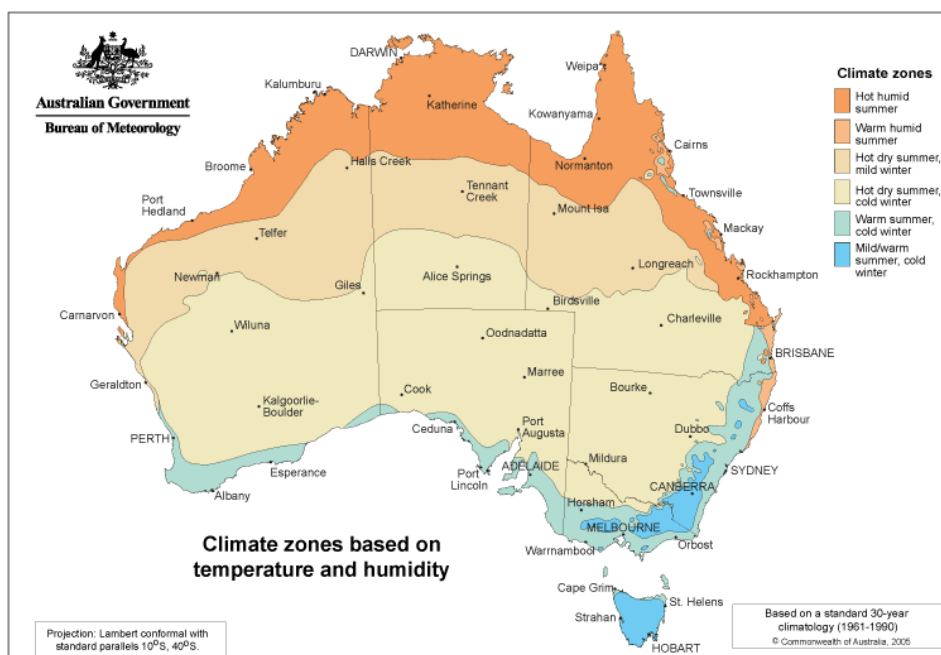 Australian Government
Bureau of Meteorology
DARWIN
Weipa
Kalumburu
Katherine
Kowanyama
Cairns
Broome
Halls Creek
Normanton
Tennant
Creek
Townsville
Port
Hedland
Mount Isa
Mackay
Telfer
Newman
Alice Springs
Longreach
Rockhampton
Giles
Birdsville
Carnarvon
Wiluna
Charleville
Oodnadatta
BRISBANE
Geraldton
Marree
Bourke
Cook
Kalgoorlie-
Boulder
Coffs
Harbour
PERTH
Ceduna
Port
Augusta
Dubbo
Esperance
Port
Lincoln
ADELAIDE
Mildura
SYDNEY
Albany
CANBERRA
Horsham
MELBOURNE
Warrnambool
Orbost
Cape Grim
St. Helens
Strahan
HOBART
Climate zones
Hot humid
summer
Warm humid
summer
Hot dry summer,
mild winter
Hot dry summer,
cold winter
Warm summer,
cold winter
Mild/warm
summer, cold
winter
Climate zones based on
temperature and humidity
Projection: Lambert conformal with
standard parallels 10°S, 40°S.
Based on a standard 30-year
climatology (1961-1990)
© Commonwealth of Australia, 2005